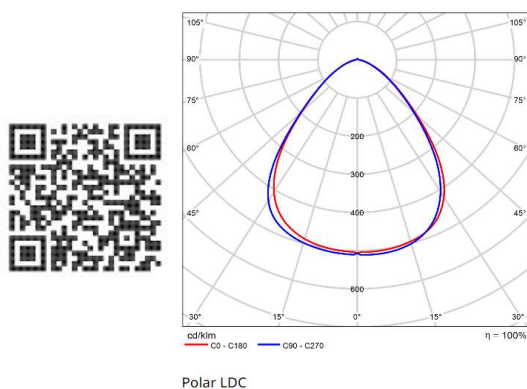 105° 105°
90° 90°
75° 75°
200
60° 60°
300
45° 400 45°
600
30° 15° 0° 15° 30°
cd/klm η = 100%
C0 - C180 C90 - C270
Polar LDC